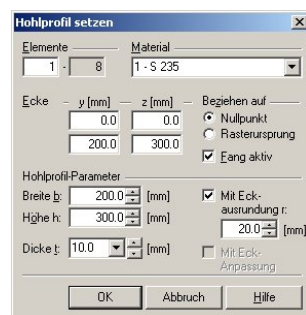 Hohlprofil setzen
Elemente Material
1 - 8 1 - S 235
Ecke y [mm] z [mm] Beziehen auf
0.0 0.0 Nullpunkt
Rasterursprung
200.0 300.0
Fang aktiv
Hohlprofil-Parameter
Breite b: 200.0 [mm] Mit Eck-
ausrundung r:
Höhe h: 300.0 [mm]
20.0 [mm]
Dicke t: 10.0 [mm] Mit Eck-
Anpassung
OK Abbruch Hilfe